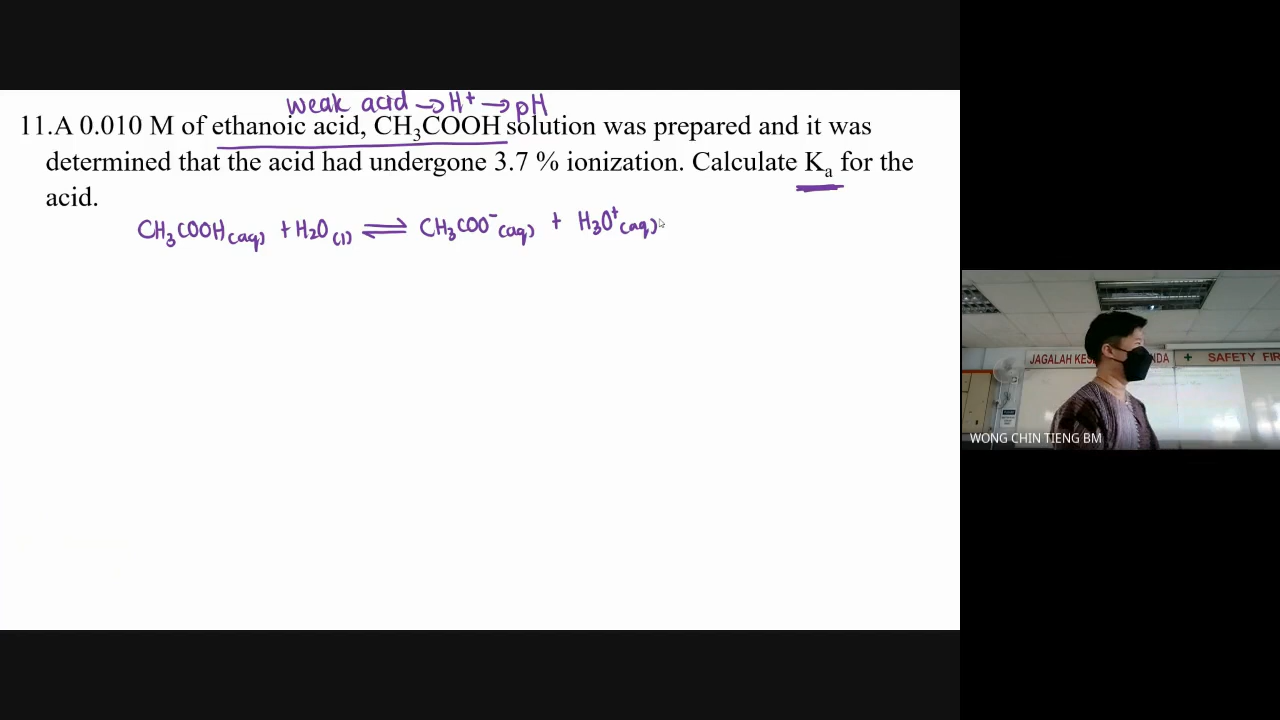 weak acid → H⁺ → pH
11.A 0.010 M of ethanoic acid, CH₃COOH solution was prepared and it was
determined that the acid had undergone 3.7 % ionization. Calculate Kₐ for the
acid.
CH₃COOH(aq) + H₂O(l) ⇌ CH₃COO⁻(aq) + H₃O⁺(aq)
JAGALAH NDA + SAFETY FIR
WONG CHIN TIENG BM